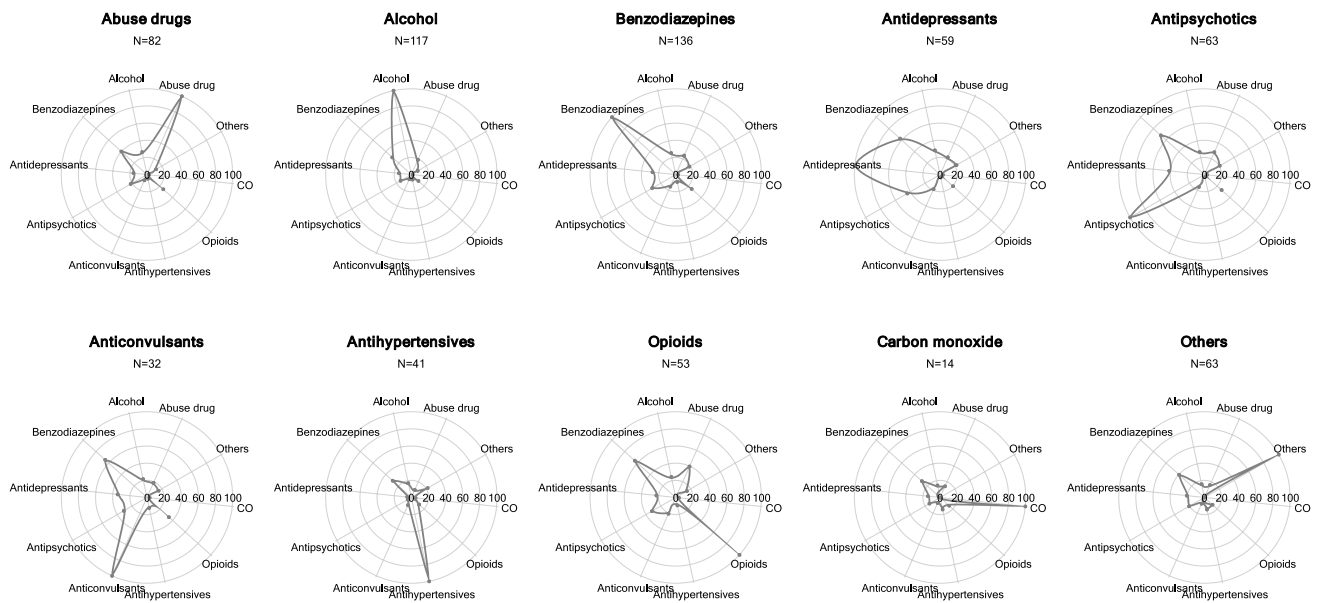 Abuse drugs
N=82
Alcohol
Abuse drug
Benzodiazepines
Others
Antidepressants
0 20 40 60 80 100
CO
Antipsychotics
Opioids
Anticonvulsants
Antihypertensives
Alcohol
N=117
Alcohol
Abuse drug
Benzodiazepines
Others
Antidepressants
0 20 40 60 80 100
CO
Antipsychotics
Opioids
Anticonvulsants
Antihypertensives
Benzodiazepines
N=136
Alcohol
Abuse drug
Benzodiazepines
Others
Antidepressants
0 20 40 60 80 100
CO
Antipsychotics
Opioids
Anticonvulsants
Antihypertensives
Antidepressants
N=59
Alcohol
Abuse drug
Benzodiazepines
Others
Antidepressants
0 20 40 60 80 100
CO
Antipsychotics
Opioids
Anticonvulsants
Antihypertensives
Antipsychotics
N=63
Alcohol
Abuse drug
Benzodiazepines
Others
Antidepressants
0 20 40 60 80 100
CO
Antipsychotics
Opioids
Anticonvulsants
Antihypertensives
Anticonvulsants
N=32
Alcohol
Abuse drug
Benzodiazepines
Others
Antidepressants
0 20 40 60 80 100
CO
Antipsychotics
Opioids
Anticonvulsants
Antihypertensives
Antihypertensives
N=41
Alcohol
Abuse drug
Benzodiazepines
Others
Antidepressants
0 20 40 60 80 100
CO
Antipsychotics
Opioids
Anticonvulsants
Antihypertensives
Opioids
N=53
Alcohol
Abuse drug
Benzodiazepines
Others
Antidepressants
0 20 40 60 80 100
CO
Antipsychotics
Opioids
Anticonvulsants
Antihypertensives
Carbon monoxide
N=14
Alcohol
Abuse drug
Benzodiazepines
Others
Antidepressants
0 20 40 60 80 100
CO
Antipsychotics
Opioids
Anticonvulsants
Antihypertensives
Others
N=63
Alcohol
Abuse drug
Benzodiazepines
Others
Antidepressants
0 20 40 60 80 100
CO
Antipsychotics
Opioids
Anticonvulsants
Antihypertensives